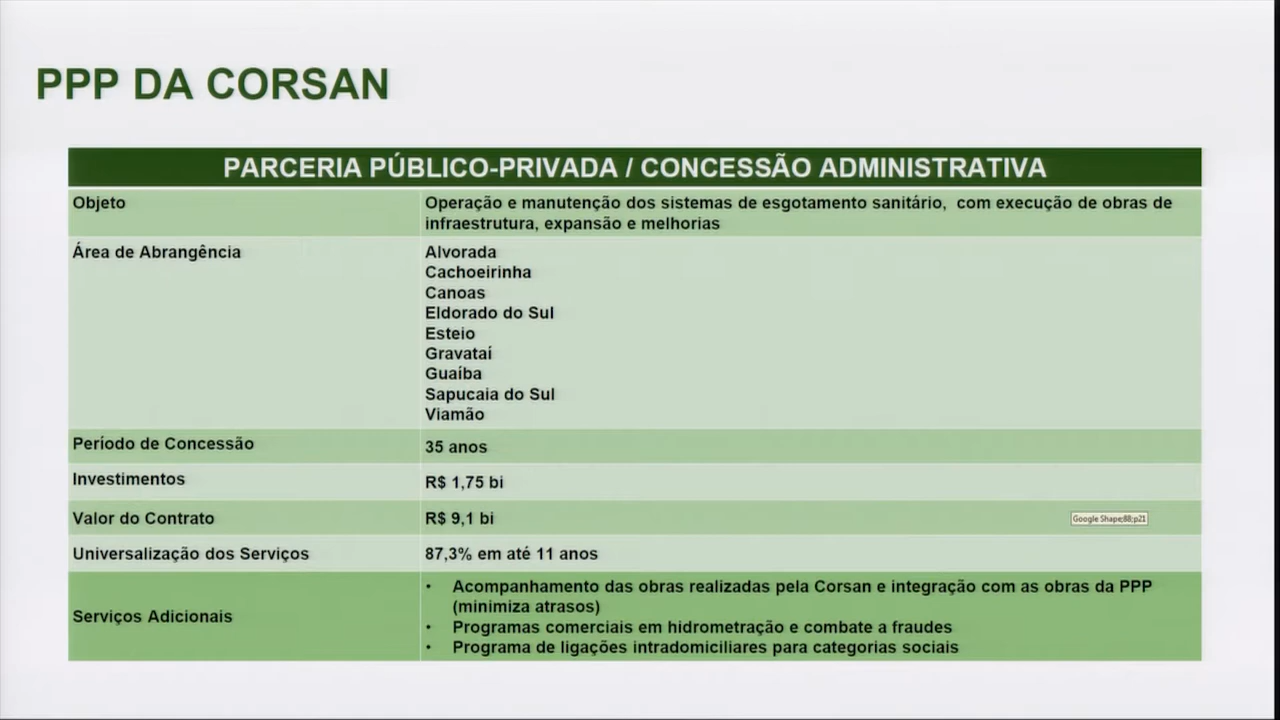 PPP DA CORSAN
PARCERIA PÚBLICO-PRIVADA / CONCESSÃO ADMINISTRATIVA
Objeto
Operação e manutenção dos sistemas de esgotamento sanitário, com execução de obras de
infraestrutura, expansão e melhorias
Área de Abrangência
Alvorada
Cachoeirinha
Canoas
Eldorado do Sul
Esteio
Gravataí
Guaíba
Sapucaia do Sul
Viamão
Período de Concessão
35 anos
Investimentos
R$ 1,75 bi
Valor do Contrato
R$ 9,1 bi
Google Shape;88;p21
Universalização dos Serviços
87,3% em até 11 anos
Serviços Adicionais
• Acompanhamento das obras realizadas pela Corsan e integração com as obras da PPP
(minimiza atrasos)
• Programas comerciais em hidrometração e combate a fraudes
• Programa de ligações intradomiciliares para categorias sociais